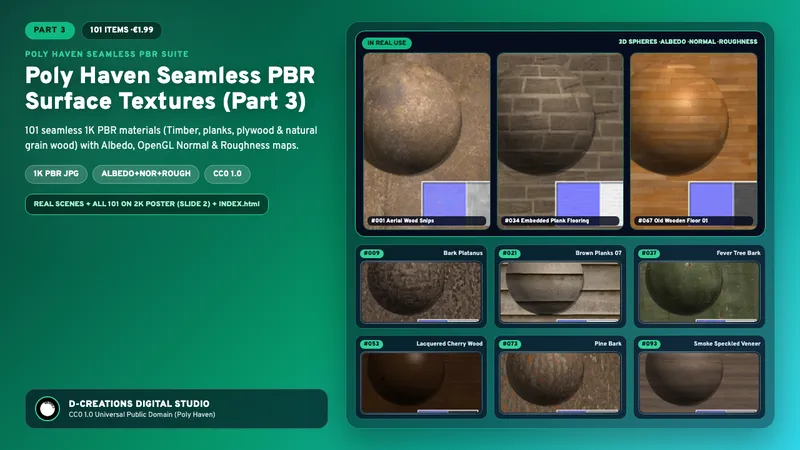 PART 3
101 ITEMS ·€1.99
POLY HAVEN SEAMLESS PBR SUITE
Poly Haven Seamless PBR
Surface Textures (Part 3)
101 seamless 1K PBR materials (Timber, planks, plywood & natural
grain wood) with Albedo, OpenGL Normal & Roughness maps.
1K PBR JPG
ALBEDO+NOR+ROUGH
CC0 1.0
REAL SCENES + ALL 101 ON 2K POSTER (SLIDE 2) + INDEX.html
D-CREATIONS DIGITAL STUDIO
CC0 1.0 Universal Public Domain (Poly Haven)
IN REAL USE
3D SPHERES ·ALBEDO ·NORMAL ·ROUGHNESS
#001 Aerial Wood Snips
#034 Embedded Plank Flooring
#067 Old Wooden Floor 01
#009
Bark Platanus
#021
Brown Planks 07
#037
Fever Tree Bark
#053
Lacquered Cherry Wood
#073
Pine Bark
#093
Smoke Speckled Veneer